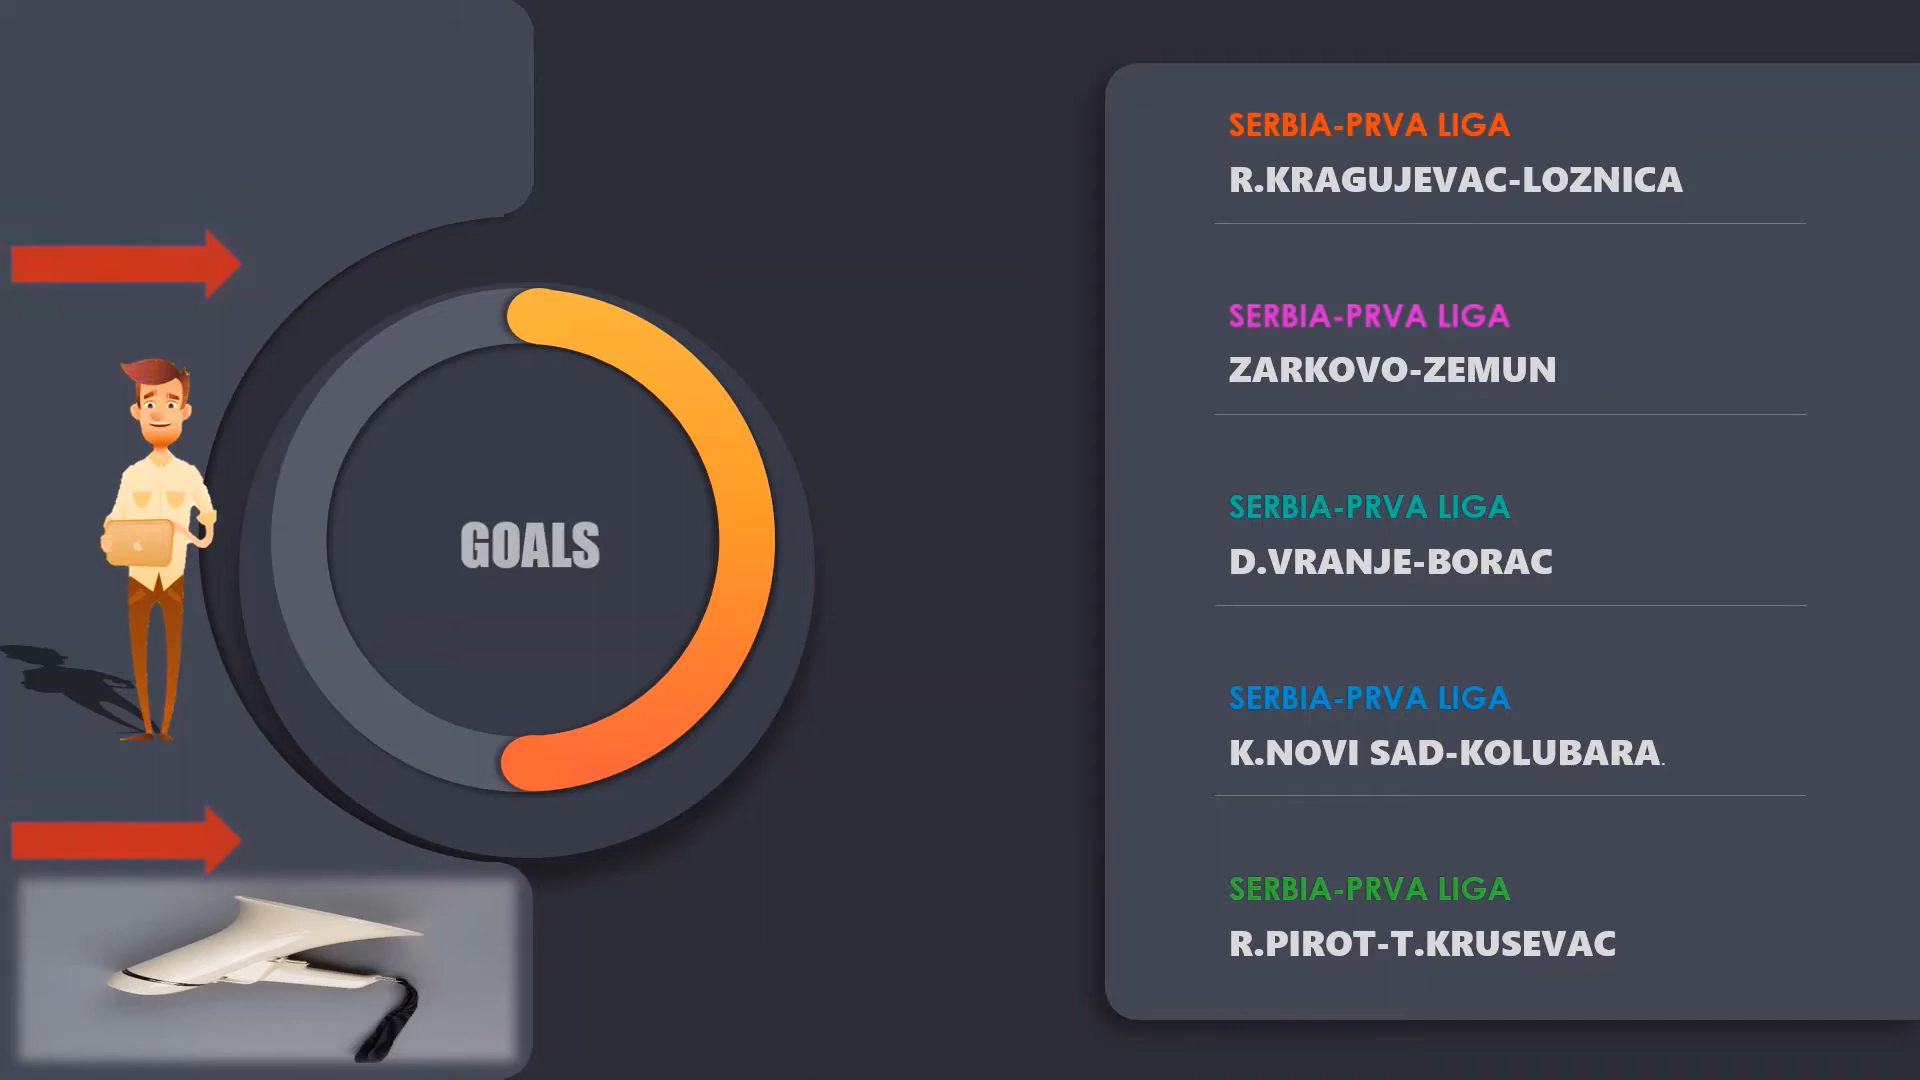 SERBIA-PRVA LIGA
R.KRAGUJEVAC-LOZNICA
SERBIA-PRVA LIGA
ZARKOVO-ZEMUN
GOALS
SERBIA-PRVA LIGA
D.VRANJE-BORAC
SERBIA-PRVA LIGA
K.NOVI SAD-KOLUBARA.
SERBIA-PRVA LIGA
R.PIROT-T.KRUSEVAC